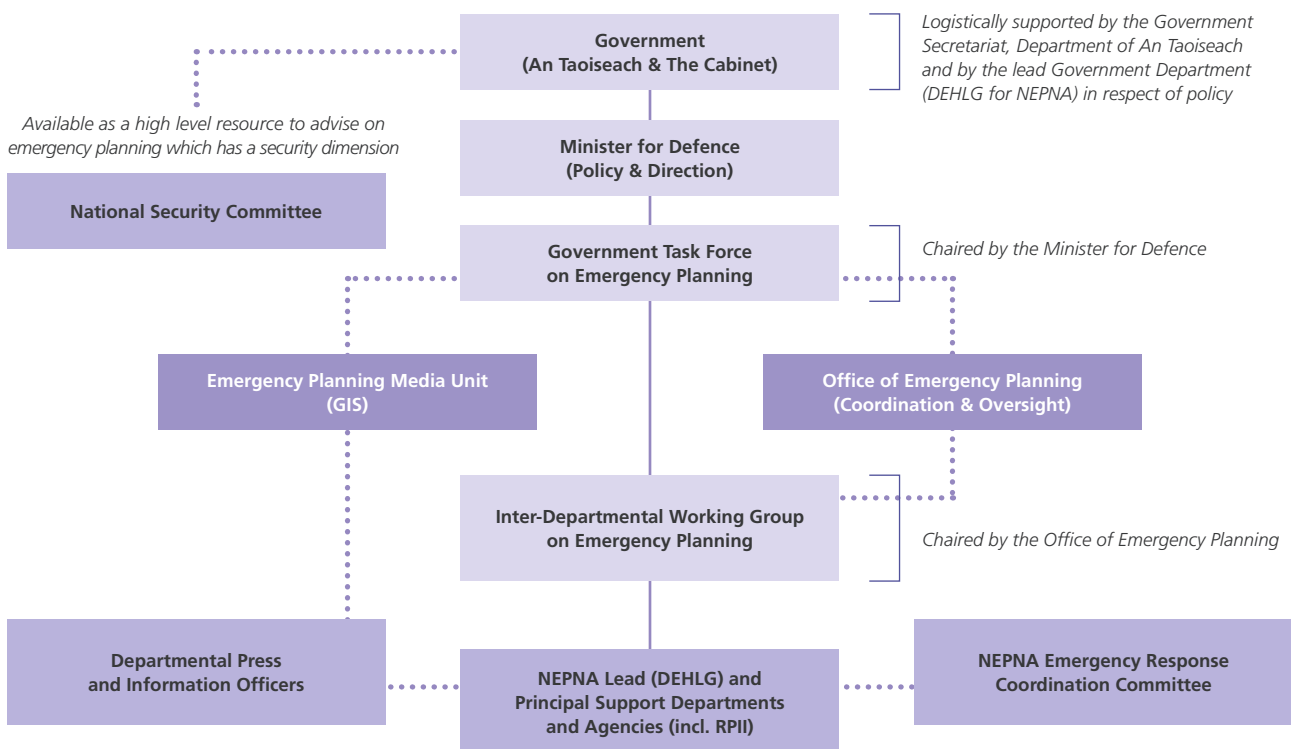 Government
(An Taoiseach & The Cabinet)
Logistically supported by the Government
Secretariat, Department of An Taoiseach
and by the lead Government Department
(DEHLG for NEPNA) in respect of policy
Available as a high level resource to advise on
emergency planning which has a security dimension
Minister for Defence
(Policy & Direction)
National Security Committee
Government Task Force
on Emergency Planning
Chaired by the Minister for Defence
Emergency Planning Media Unit
(GIS)
Office of Emergency Planning
(Coordination & Oversight)
Inter-Departmental Working Group
on Emergency Planning
Chaired by the Office of Emergency Planning
Departmental Press
and Information Officers
NEPNA Lead (DEHLG) and
Principal Support Departments
and Agencies (incl. RPII)
NEPNA Emergency Response
Coordination Committee